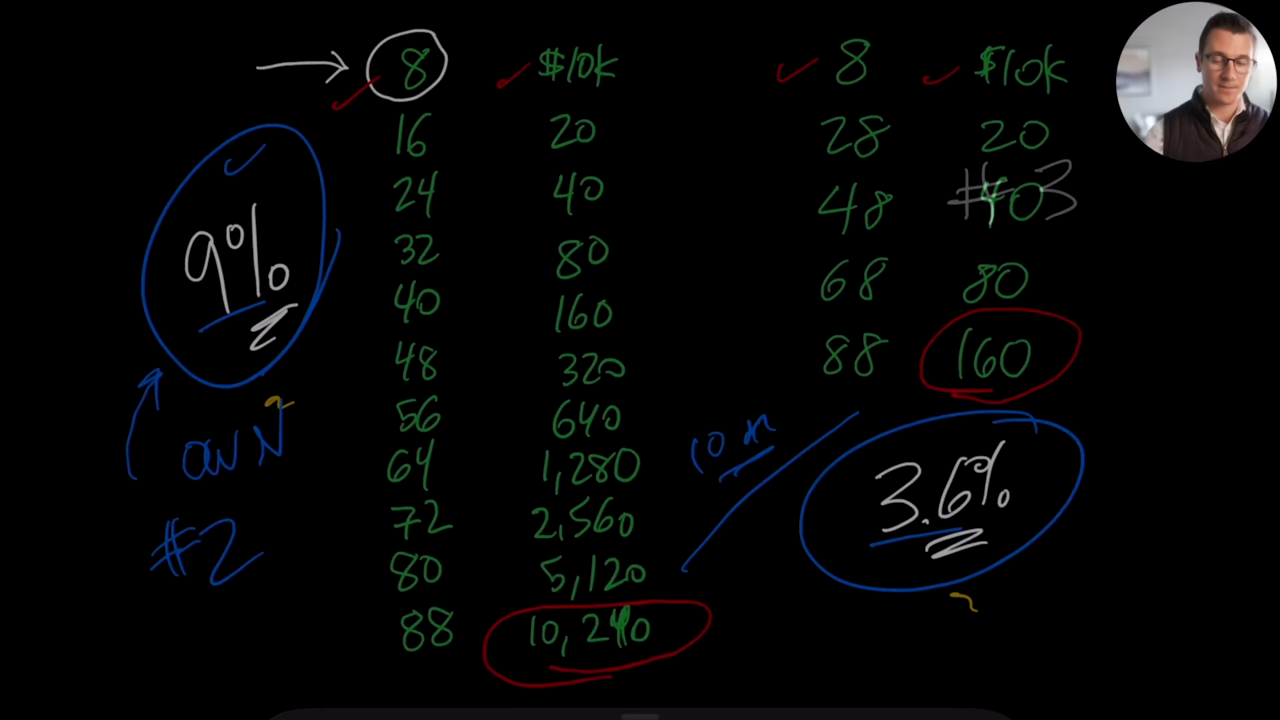 8 $10k 8 $10k
16 20 28 20
24 40 48 40 #3
32 80 68 80
40 160 88 160
48 320
56 640
64 1,280
72 2,560
80 5,120
88 10,240
9%
3.6%
10 m
own
#2